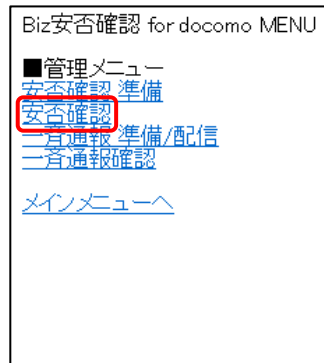 Biz安否確認 for docomo MENU
■管理メニュー
安否確認 準備
安否確認
一斉通報 準備/配信
一斉通報確認
メインメニューへ